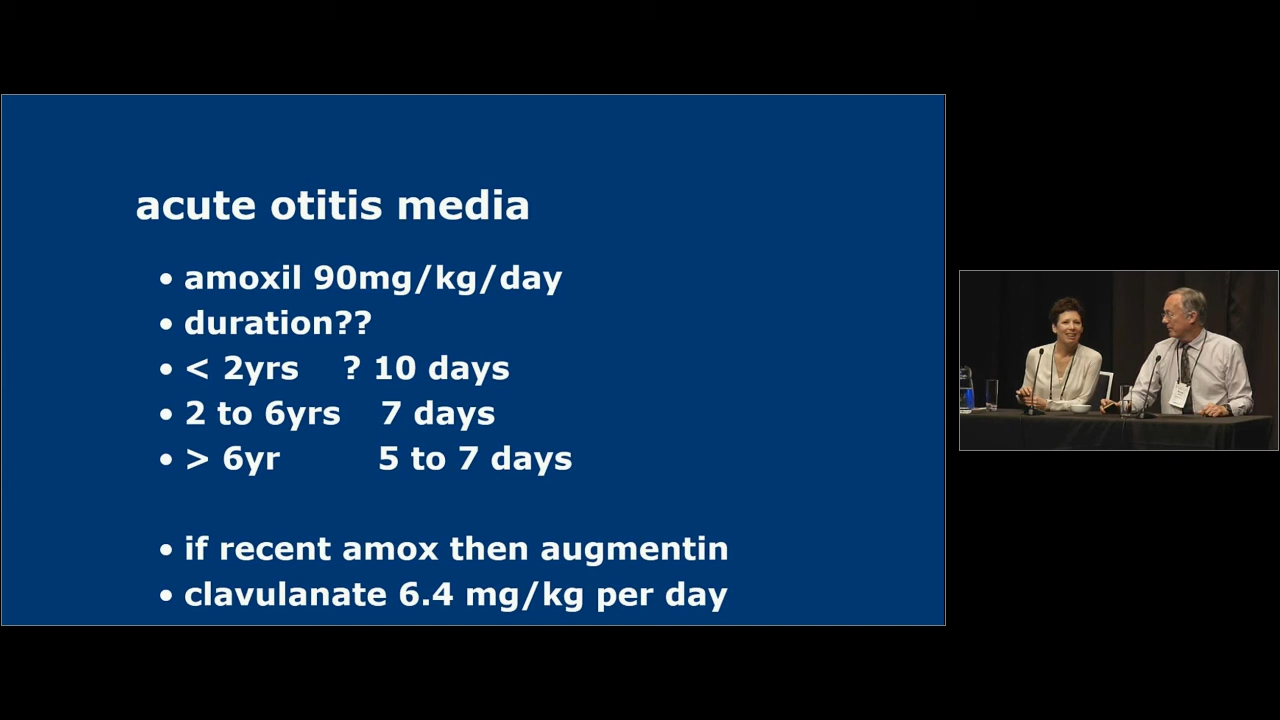 acute otitis media
• amoxil 90mg/kg/day
• duration??
• < 2yrs ? 10 days
• 2 to 6yrs 7 days
• > 6yr 5 to 7 days
• if recent amox then augmentin
• clavulanate 6.4 mg/kg per day